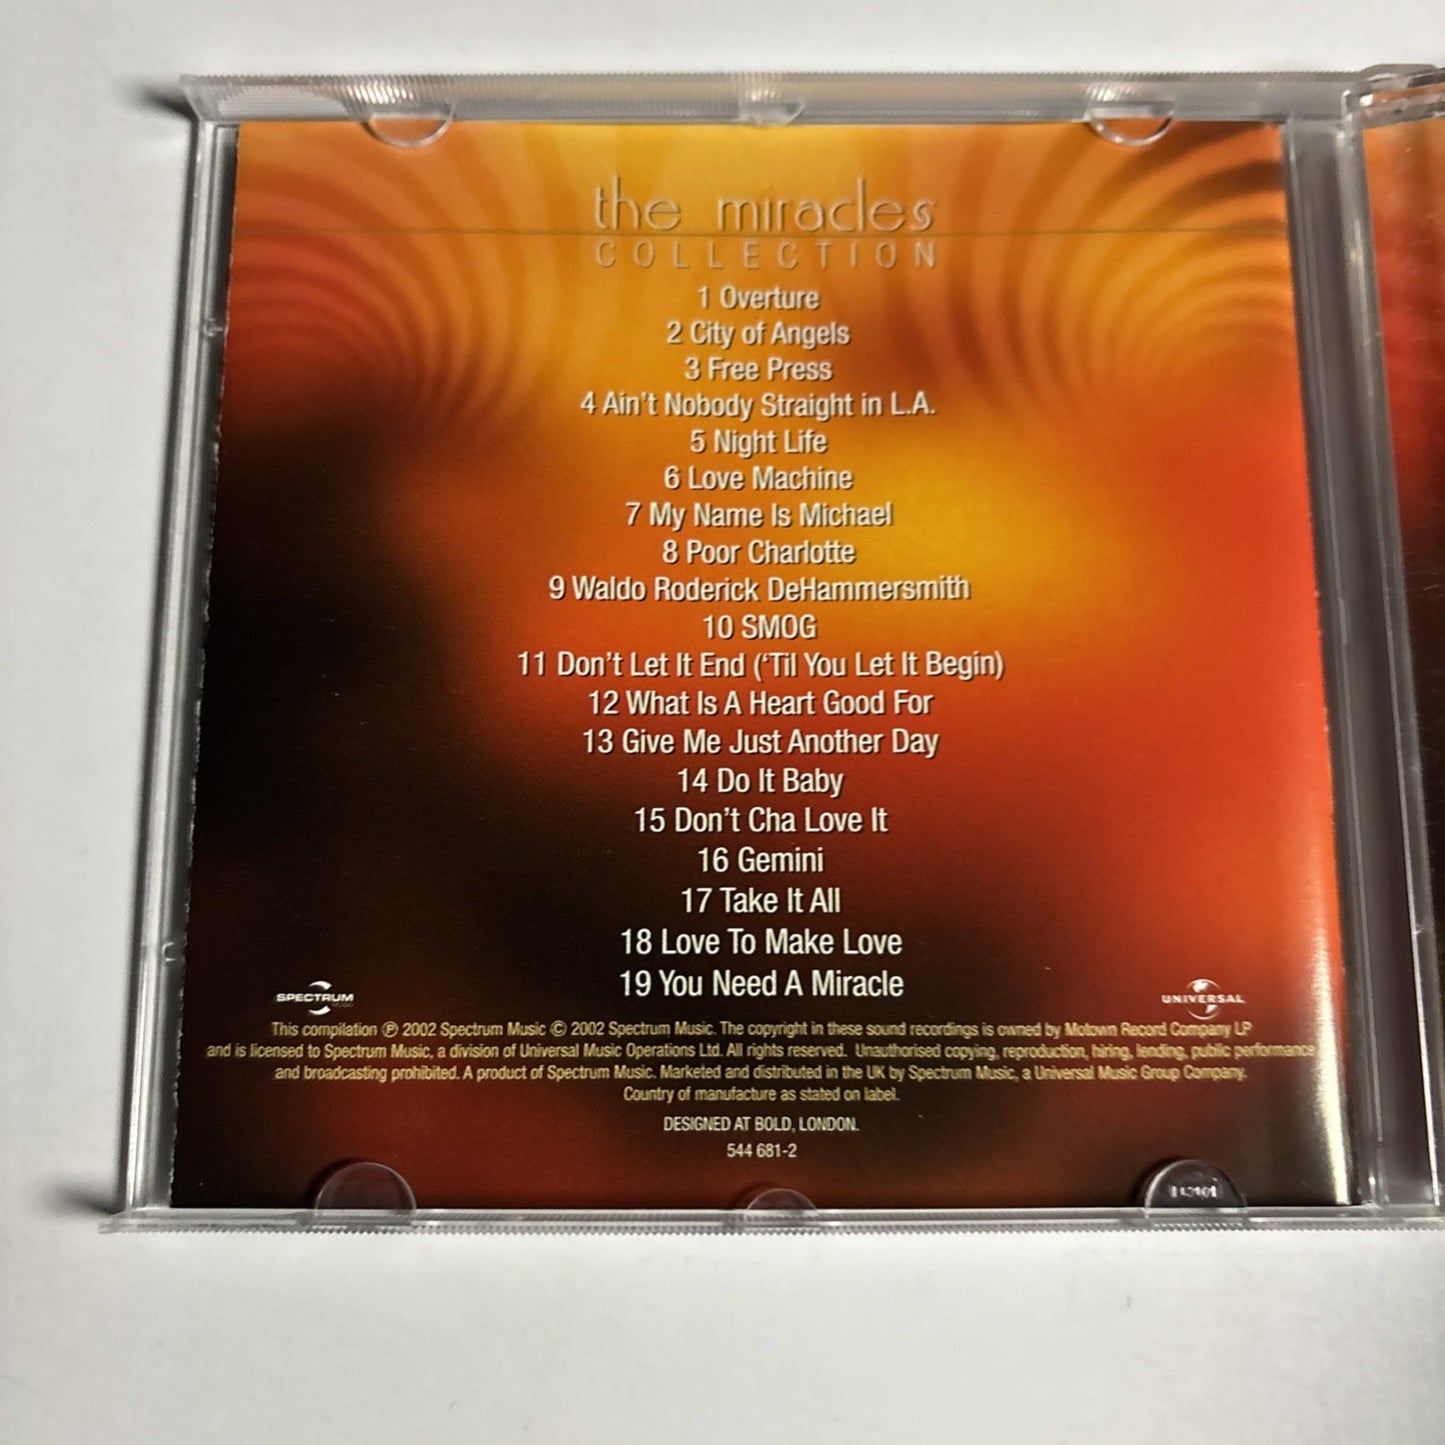 the miracles
COLLECTION
1 Overture
2 City of Angels
3 Free Press
4 Ain't Nobody Straight in L.A.
5 Night Life
6 Love Machine
7 My Name Is Michael
8 Poor Charlotte
9 Waldo Roderick DeHammersmith
10 SMOG
11 Don't Let It End ('Til You Let It Begin)
12 What Is A Heart Good For
13 Give Me Just Another Day
14 Do It Baby
15 Don't Cha Love It
16 Gemini
17 Take It All
18 Love To Make Love
19 You Need A Miracle
SPECTRUM
UNIVERSAL
This compilation ℗ 2002 Spectrum Music © 2002 Spectrum Music. The copyright in these sound recordings is owned by Motown Record Company LP
and is licensed to Spectrum Music, a division of Universal Music Operations Ltd. All rights reserved. Unauthorised copying, reproduction, hiring, lending, public performance
and broadcasting prohibited. A product of Spectrum Music. Marketed and distributed in the UK by Spectrum Music, a Universal Music Group Company.
Country of manufacture as stated on label.
DESIGNED AT BOLD, LONDON.
544 681-2